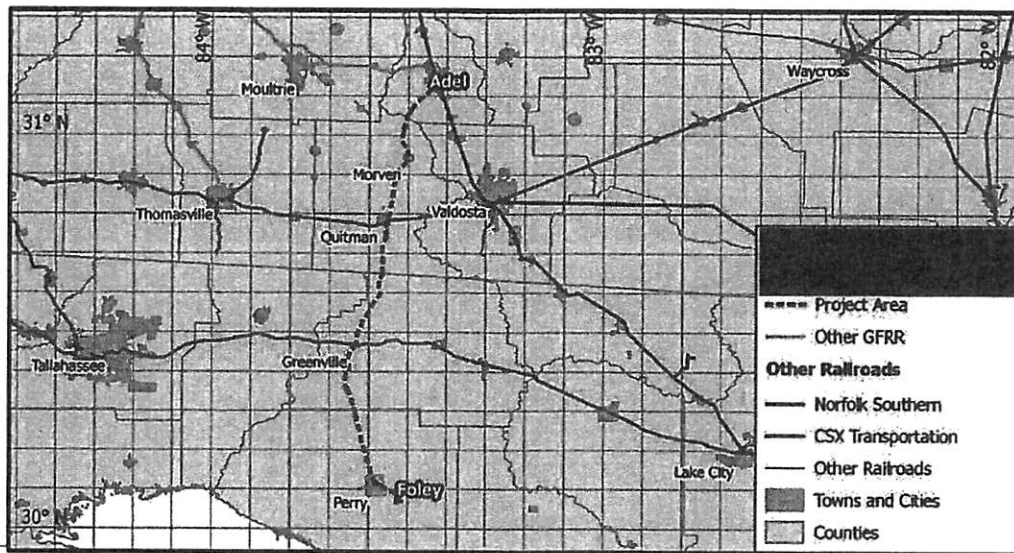 84° W
83° W
82° W
Moultrie
Adel
Waycross
31° N
Morven
Thomasville
Valdosta
Quitman
Project Area
Other GFRR
Other Railroads
Norfolk Southern
CSX Transportation
Other Railroads
Towns and Cities
Counties
Tallahassee
Greenville
Lake City
Perry
Foley
30° N